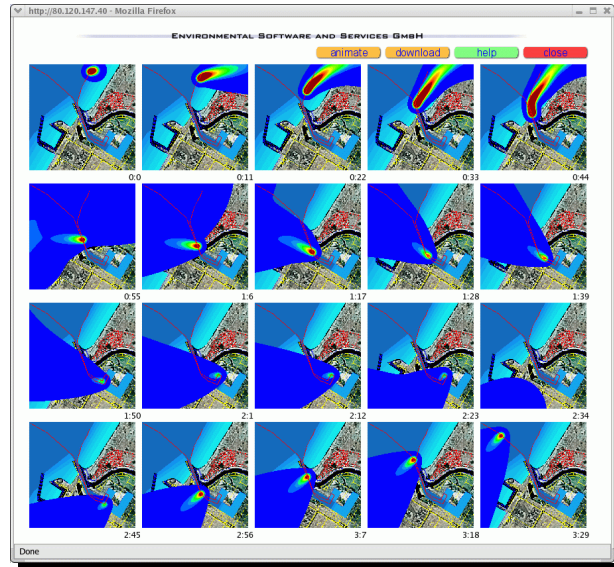 http://80.120.147.40 - Mozilla Firefox
Environmental Software and Services GmbH
animate download help close
0:0 0:11 0:22 0:33 0:44
0:55 1:6 1:17 1:28 1:39
1:50 2:1 2:12 2:23 2:34
2:45 2:56 3:7 3:18 3:29
Done